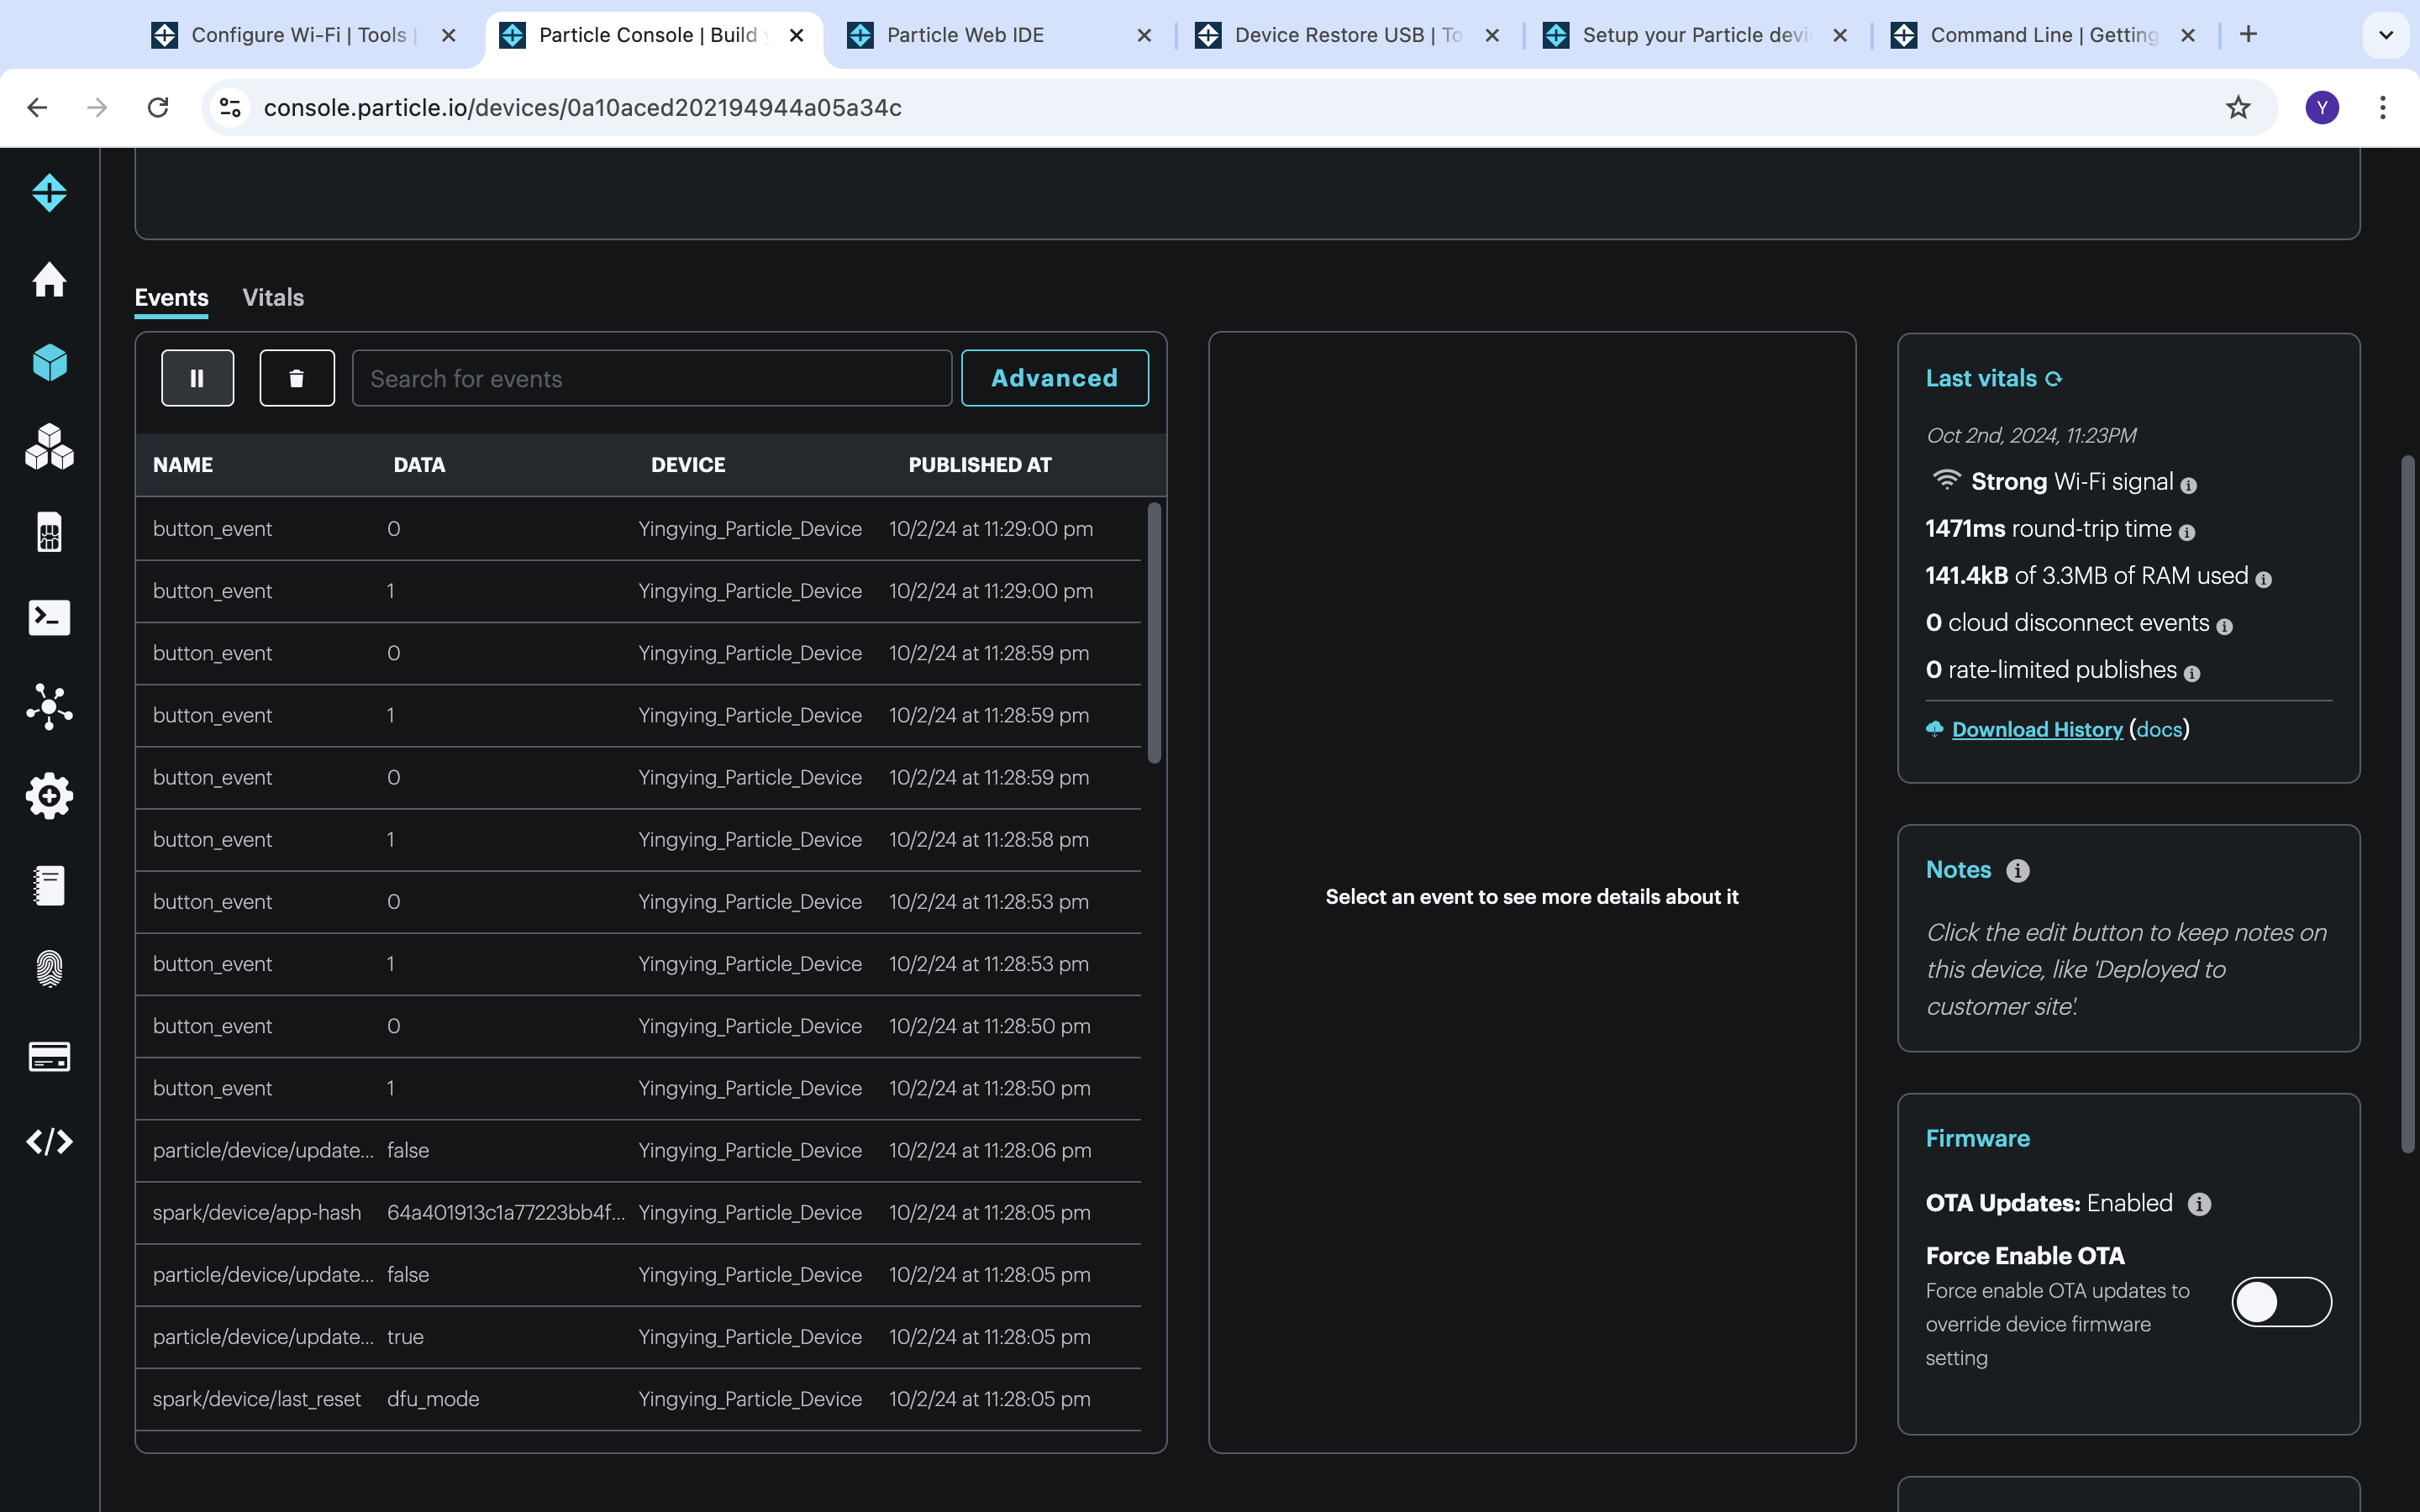 Configure Wi-Fi | Tools |
Particle Console | Build
Particle Web IDE
Device Restore USB | To
Setup your Particle devi
Command Line | Getting
console.particle.io/devices/0a10aced202194944a05a34c
Y
Events
Vitals
Search for events
Advanced
NAME DATA DEVICE PUBLISHED AT
button_event 0 Yingying_Particle_Device 10/2/24 at 11:29:00 pm
button_event 1 Yingying_Particle_Device 10/2/24 at 11:29:00 pm
button_event 0 Yingying_Particle_Device 10/2/24 at 11:28:59 pm
button_event 1 Yingying_Particle_Device 10/2/24 at 11:28:59 pm
button_event 0 Yingying_Particle_Device 10/2/24 at 11:28:59 pm
button_event 1 Yingying_Particle_Device 10/2/24 at 11:28:58 pm
button_event 0 Yingying_Particle_Device 10/2/24 at 11:28:53 pm
button_event 1 Yingying_Particle_Device 10/2/24 at 11:28:53 pm
button_event 0 Yingying_Particle_Device 10/2/24 at 11:28:50 pm
button_event 1 Yingying_Particle_Device 10/2/24 at 11:28:50 pm
particle/device/update... false Yingying_Particle_Device 10/2/24 at 11:28:06 pm
spark/device/app-hash 64a401913c1a77223bb4f... Yingying_Particle_Device 10/2/24 at 11:28:05 pm
particle/device/update... false Yingying_Particle_Device 10/2/24 at 11:28:05 pm
particle/device/update... true Yingying_Particle_Device 10/2/24 at 11:28:05 pm
spark/device/last_reset dfu_mode Yingying_Particle_Device 10/2/24 at 11:28:05 pm
Select an event to see more details about it
Last vitals
Oct 2nd, 2024, 11:23PM
Strong Wi-Fi signal
1471ms round-trip time
141.4kB of 3.3MB of RAM used
0 cloud disconnect events
0 rate-limited publishes
Download History (docs)
Notes
Click the edit button to keep notes on
this device, like 'Deployed to
customer site'.
Firmware
OTA Updates: Enabled
Force Enable OTA
Force enable OTA updates to
override device firmware
setting